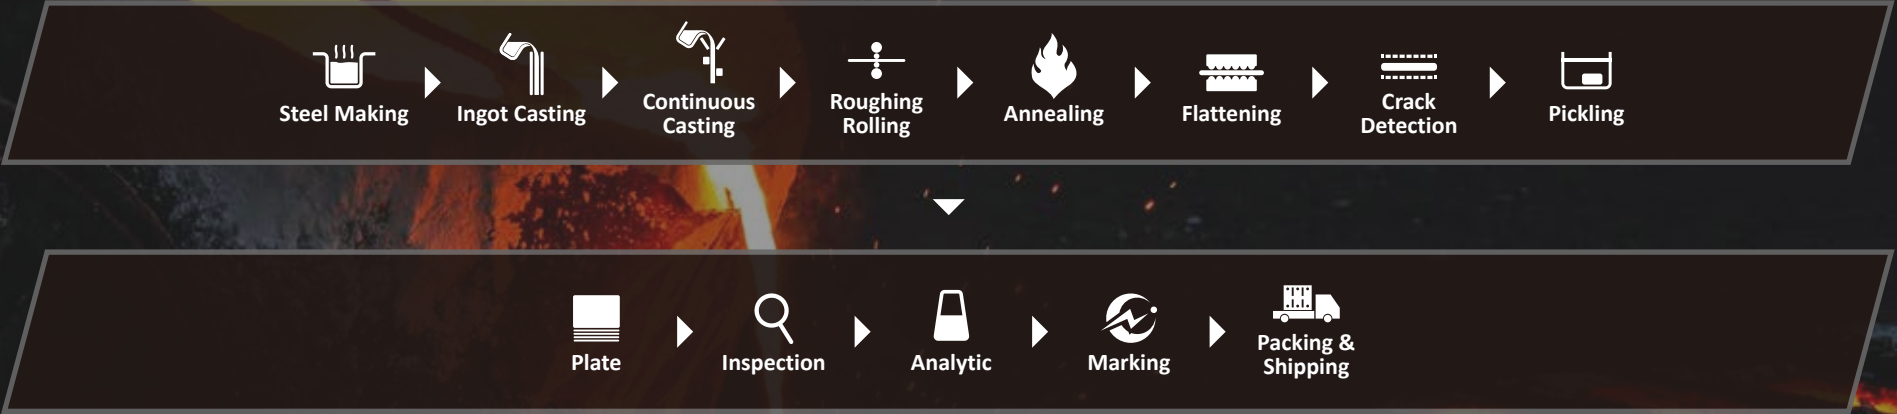 Steel Making
Ingot Casting
Continuous
Casting
Roughing
Rolling
Annealing
Flattening
Crack
Detection
Pickling
Plate
Inspection
Analytic
Marking
Packing &
Shipping